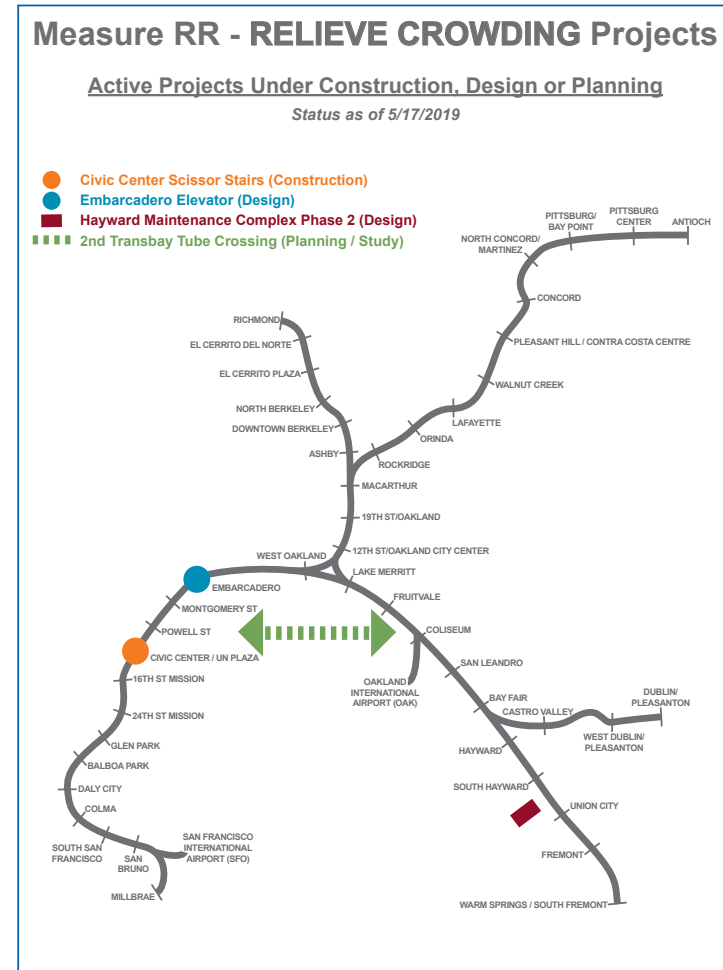 Measure RR - RELIEVE CROWDING Projects
Active Projects Under Construction, Design or Planning
Status as of 5/17/2019
Civic Center Scissor Stairs (Construction)
Embarcadero Elevator (Design)
Hayward Maintenance Complex Phase 2 (Design)
2nd Transbay Tube Crossing (Planning / Study)
PITTSBURG/
BAY POINT
PITTSBURG
CENTER
ANTIOCH
NORTH CONCORD/
MARTINEZ
CONCORD
RICHMOND
EL CERRITO DEL NORTE
PLEASANT HILL / CONTRA COSTA CENTRE
EL CERRITO PLAZA
WALNUT CREEK
NORTH BERKELEY
LAFAYETTE
DOWNTOWN BERKELEY
ORINDA
ASHBY
ROCKRIDGE
MACARTHUR
19TH ST/OAKLAND
12TH ST/OAKLAND CITY CENTER
WEST OAKLAND
LAKE MERRITT
EMBARCADERO
FRUITVALE
MONTGOMERY ST
POWELL ST
COLISEUM
CIVIC CENTER / UN PLAZA
SAN LEANDRO
16TH ST MISSION
OAKLAND
INTERNATIONAL
AIRPORT (OAK)
BAY FAIR
CASTRO VALLEY
DUBLIN/
PLEASANTON
24TH ST MISSION
WEST DUBLIN/
PLEASANTON
GLEN PARK
HAYWARD
BALBOA PARK
SOUTH HAYWARD
DALY CITY
UNION CITY
COLMA
SOUTH SAN
FRANCISCO
SAN
BRUNO
SAN FRANCISCO
INTERNATIONAL
AIRPORT (SFO)
FREMONT
MILLBRAE
WARM SPRINGS / SOUTH FREMONT